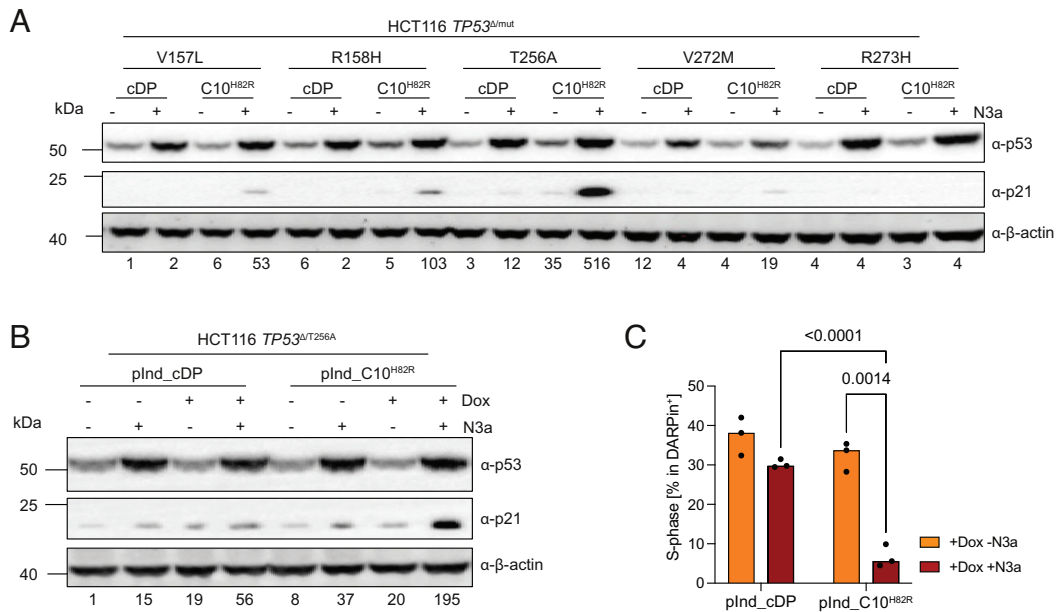 A
HCT116 TP53Δ/mut
V157L R158H T256A V272M R273H
cDP C10H82R cDP C10H82R cDP C10H82R cDP C10H82R cDP C10H82R
kDa - + - + - + - + - + - + - + - + - + - + N3a
50 α-p53
25 α-p21
40 α-β-actin
1 2 6 53 6 2 5 103 3 12 35 516 12 4 4 19 4 4 3 4
B
HCT116 TP53Δ/T256A
pInd_cDP pInd_C10H82R
- - + + - - + + Dox
kDa - + - + - + - + N3a
50 α-p53
25 α-p21
40 α-β-actin
1 15 19 56 8 37 20 195
C
<0.0001
0.0014
S-phase [% in DARPin+]
50
40
30
20
10
0
pInd_cDP pInd_C10H82R
+Dox -N3a
+Dox +N3a